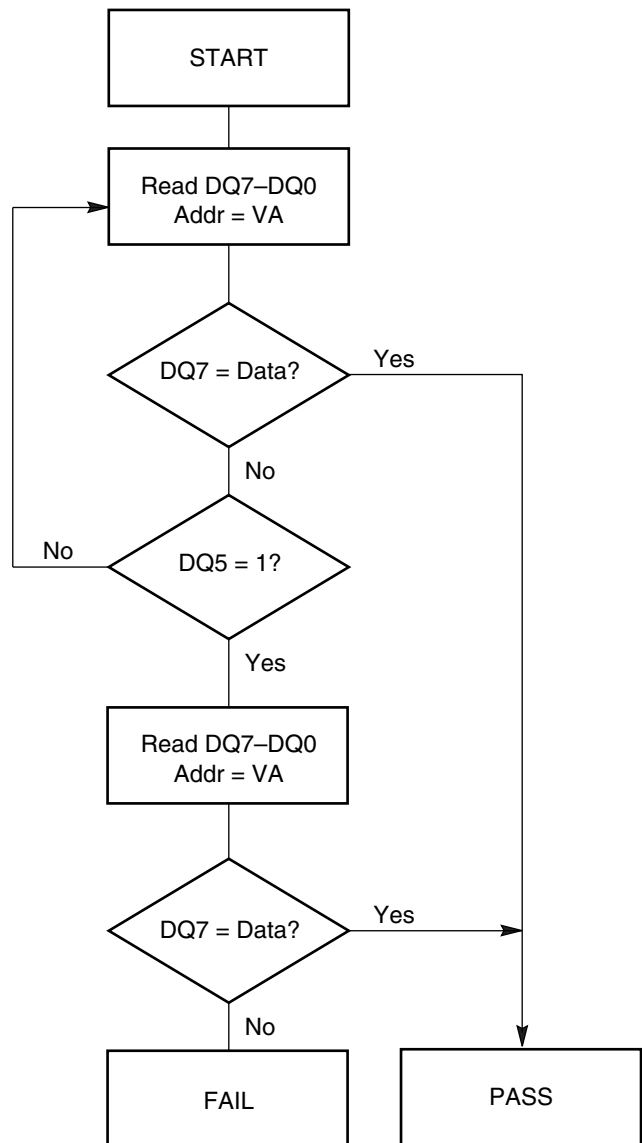 START
Read DQ7–DQ0
Addr = VA
DQ7 = Data?
Yes
No
DQ5 = 1?
No
Yes
Read DQ7–DQ0
Addr = VA
DQ7 = Data?
Yes
No
FAIL
PASS